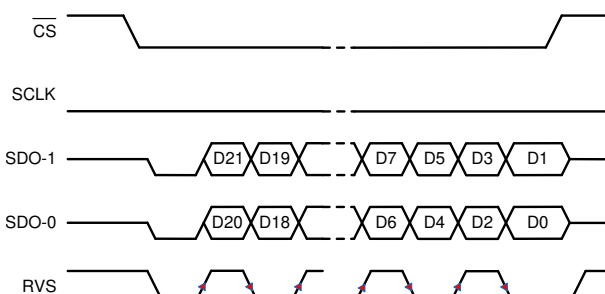 CS
SCLK
SDO-1 D21 D19 D7 D5 D3 D1
SDO-0 D20 D18 D6 D4 D2 D0
RVS